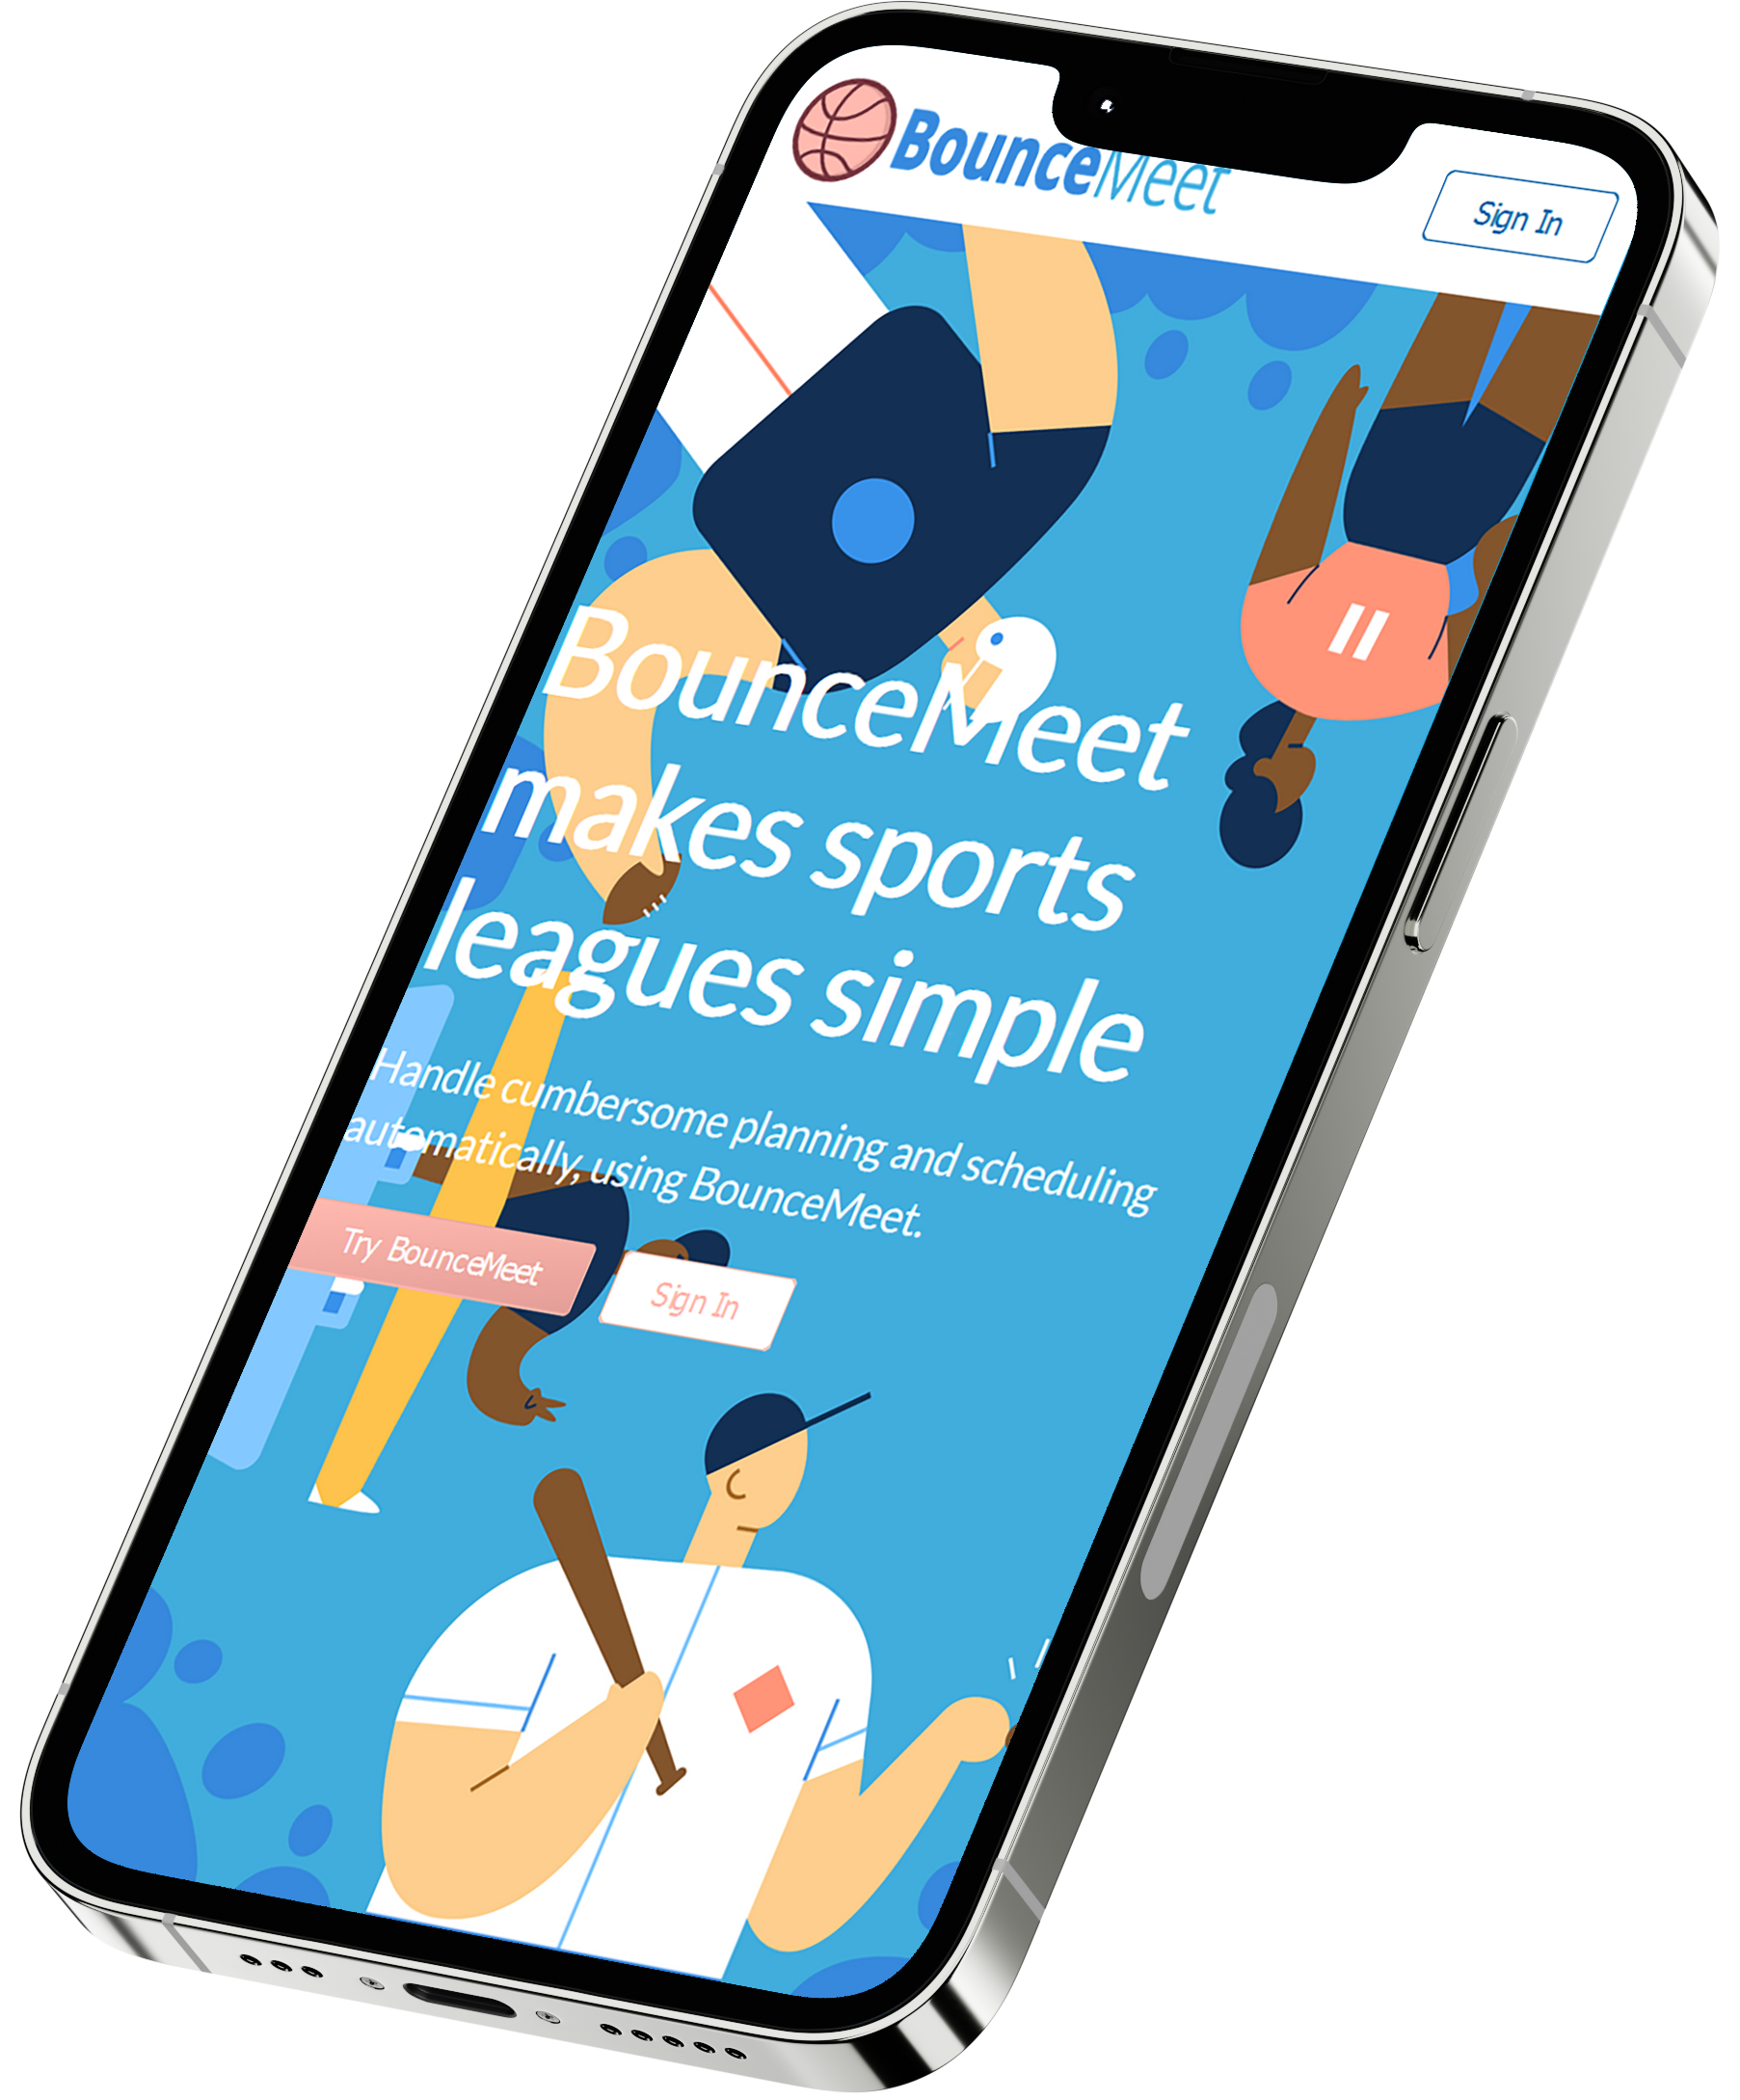 BounceMeet
Sign In
BounceMeet
makes sports
leagues simple
Handle cumbersome planning and scheduling
automatically, using BounceMeet.
Try BounceMeet
Sign In